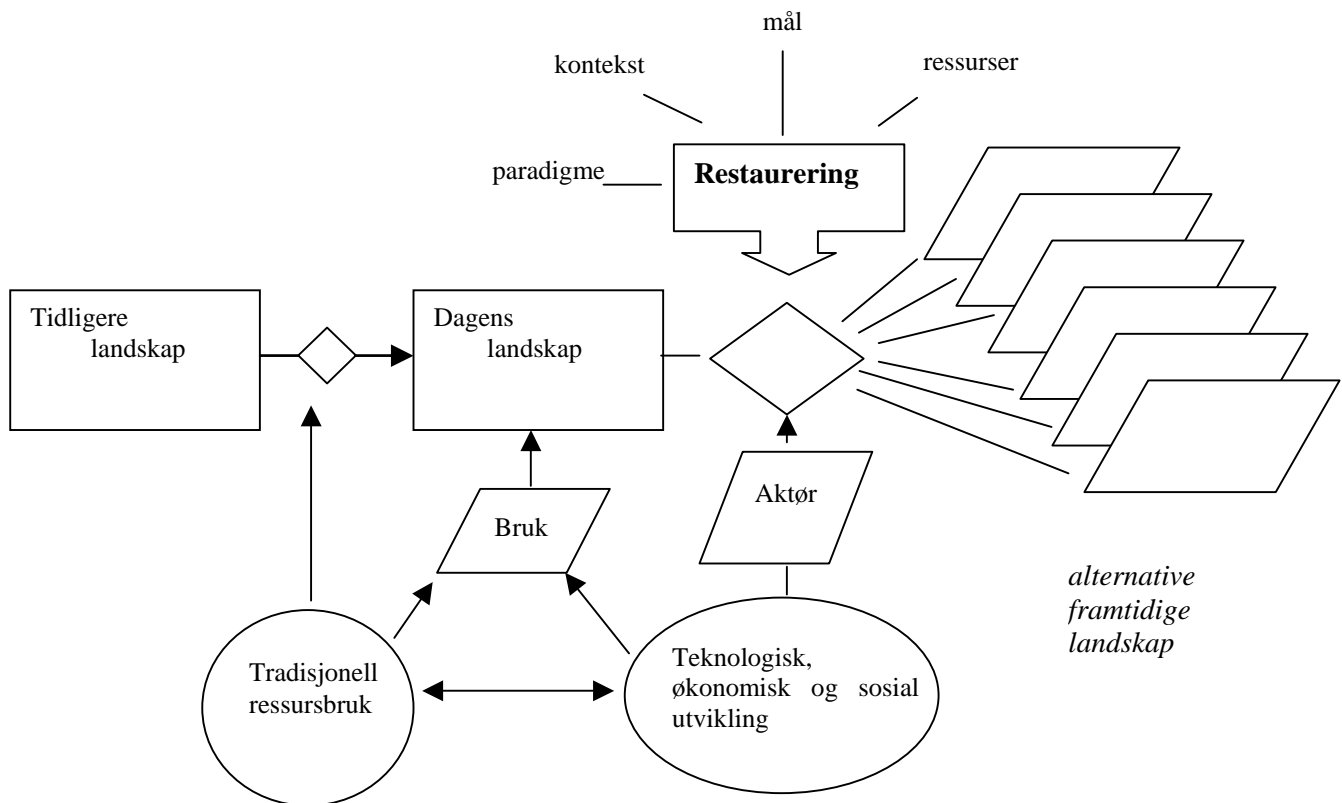 mål
kontekst
ressurser
paradigme
Restaurering
Tidligere
landskap
Dagens
landskap
Bruk
Aktør
alternative
framtidige
landskap
Tradisjonell
ressursbruk
Teknologisk,
økonomisk og sosial
utvikling